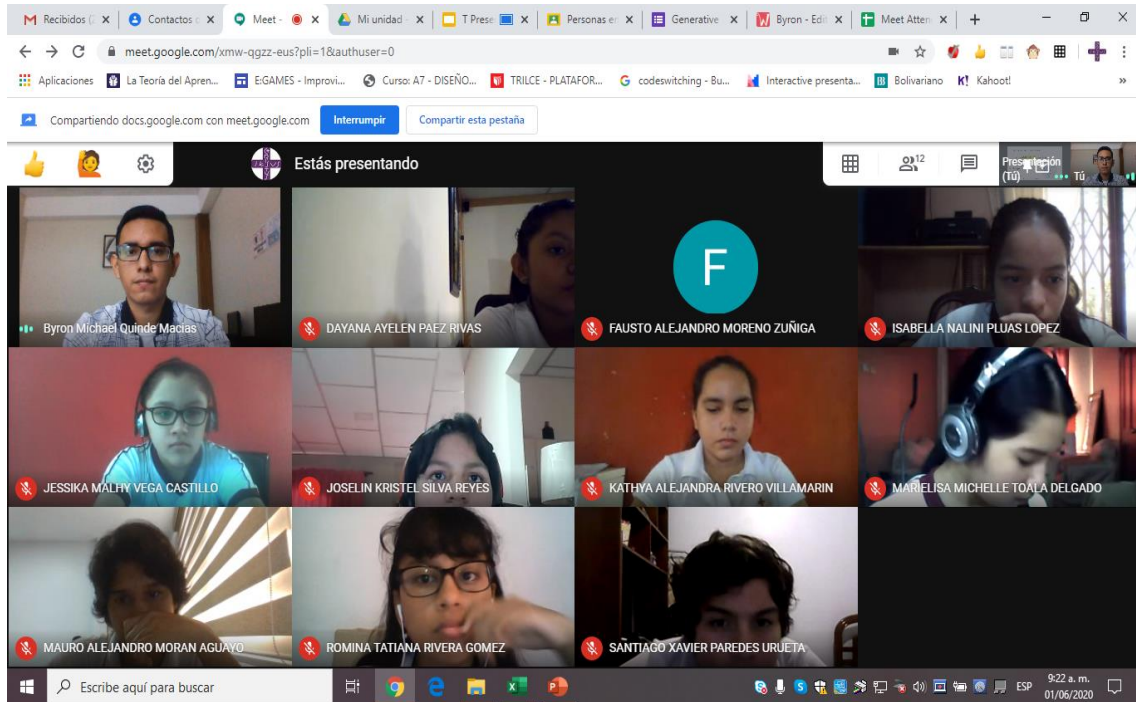 Recibidos (
Contactos
Meet -
Mi unidad
T Prese
Personas e
Generative
Byron - Edi
Meet Atten
meet.google.com/xmw-qgzz-eus?pli=1&authuser=0
Aplicaciones
La Teoría del Apren...
E:GAMES - Improvi...
Curso: A7 - DISEÑO...
TRILCE - PLATAFOR...
codeswitching - Bu...
Interactive presenta...
Bolivariano
Kahoot!
Compartiendo docs.google.com con meet.google.com
Interrumpir
Compartir esta pestaña
Estás presentando
12
Presentación
(Tú)
Tú
Byron Michael Quinde Macias
DAYANA AYELEN PAEZ RIVAS
F
FAUSTO ALEJANDRO MORENO ZUÑIGA
ISABELLA NALINI PLUAS LOPEZ
JESSIKA MALHY VEGA CASTILLO
JOSELIN KRISTEL SILVA REYES
KATHYA ALEJANDRA RIVERO VILLAMARIN
MARIELISA MICHELLE TOALA DELGADO
MAURO ALEJANDRO MORAN AGUAYO
ROMINA TATIANA RIVERA GOMEZ
SANTIAGO XAVIER PAREDES URUETA
Escribe aquí para buscar
ESP
9:22 a. m.
01/06/2020